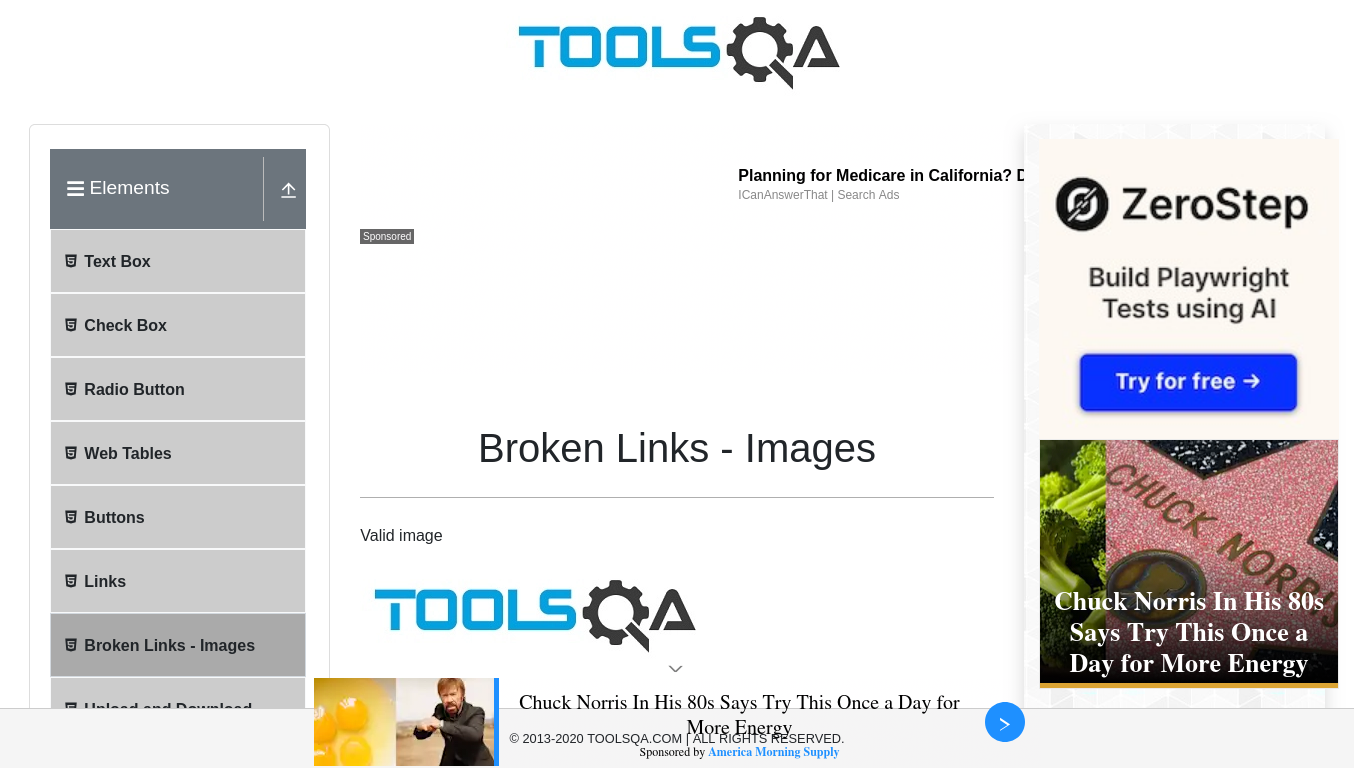 TOOLSQA
Elements
Text Box
Check Box
Radio Button
Web Tables
Buttons
Links
Broken Links - Images
Upload and Download
Planning for Medicare in California? D
ICanAnswerThat | Search Ads
Sponsored
Broken Links - Images
Valid image
TOOLSQA
ZeroStep
Build Playwright
Tests using AI
Try for free →
CHUCK NORRIS
Chuck Norris In His 80s
Says Try This Once a
Day for More Energy
Chuck Norris In His 80s Says Try This Once a Day for
More Energy
© 2013-2020 TOOLSQA.COM | ALL RIGHTS RESERVED.
Sponsored by America Morning Supply